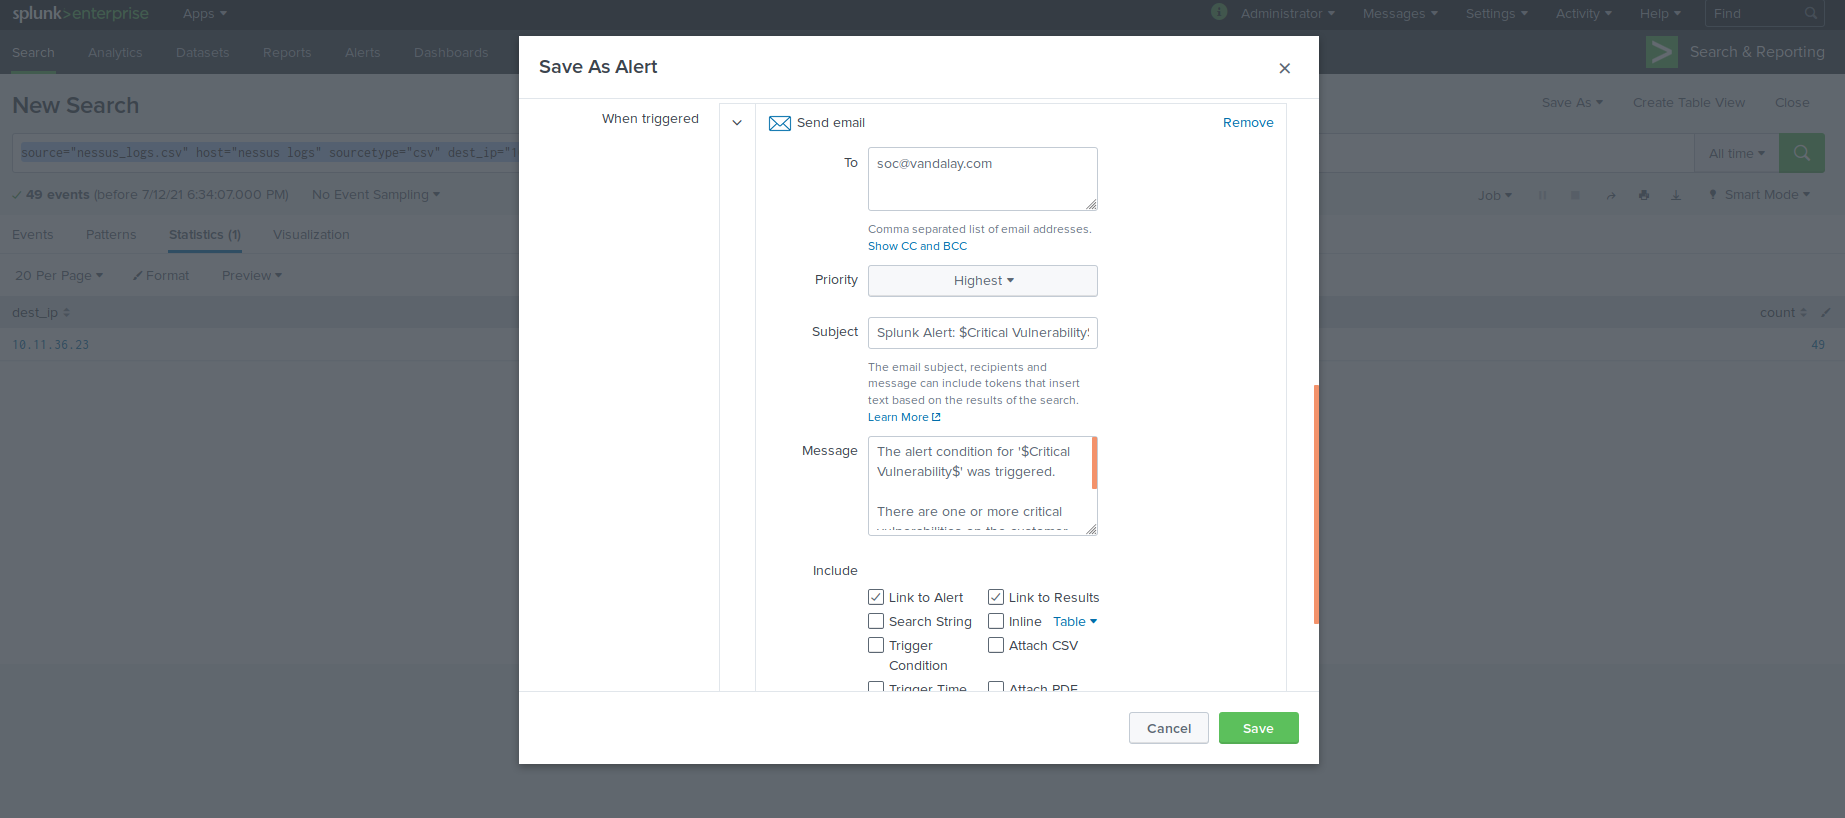 splunk>enterprise Apps Administrator Messages Settings Activity Help Find
Search Analytics Datasets Reports Alerts Dashboards Search & Reporting
New Search Save As Create Table View Close
source="nessus_logs.csv" host="nessus logs" sourcetype="csv" dest_ip="1 All time
49 events (before 7/12/21 6:34:07.000 PM) No Event Sampling Job Smart Mode
Events Patterns Statistics (1) Visualization
20 Per Page Format Preview
dest_ip count
10.11.36.23 49
Save As Alert
When triggered
Send email Remove
To soc@vandalay.com
Comma separated list of email addresses.
Show CC and BCC
Priority Highest
Subject Splunk Alert: $Critical Vulnerability
The email subject, recipients and
message can include tokens that insert
text based on the results of the search.
Learn More
Message The alert condition for '$Critical
Vulnerability$' was triggered.
There are one or more critical
vulnerabilities on the customer
Include
Link to Alert Link to Results
Search String Inline Table
Trigger Attach CSV
Condition
Trigger Time Attach PDF
Cancel Save